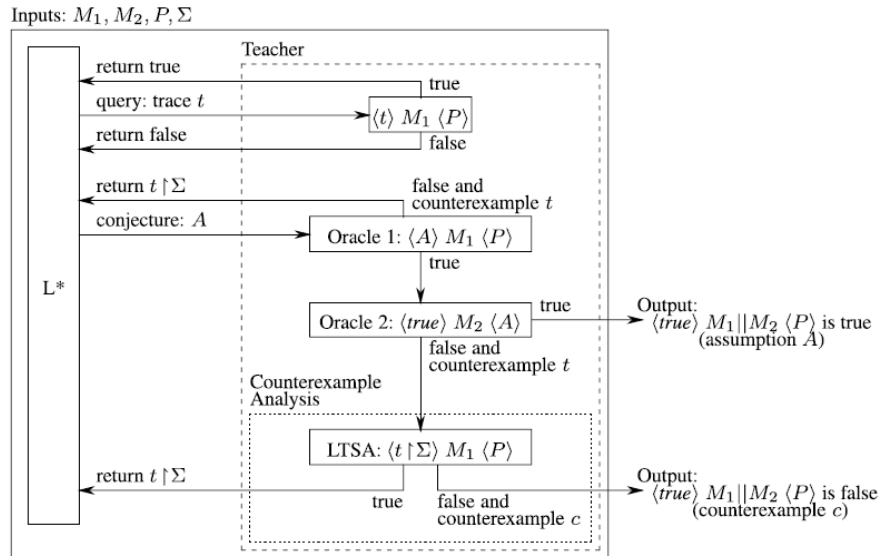 Inputs: M₁, M₂, P, Σ
Teacher
return true
true
query: trace t
⟨t⟩ M₁ ⟨P⟩
return false
false
return t↾Σ
false and
counterexample t
conjecture: A
Oracle 1: ⟨A⟩ M₁ ⟨P⟩
true
L*
Oracle 2: ⟨true⟩ M₂ ⟨A⟩
true
Output:
⟨true⟩ M₁||M₂ ⟨P⟩ is true
(assumption A)
false and
counterexample t
Counterexample
Analysis
LTSA: ⟨t↾Σ⟩ M₁ ⟨P⟩
return t↾Σ
true
false and
counterexample c
Output:
⟨true⟩ M₁||M₂ ⟨P⟩ is false
(counterexample c)